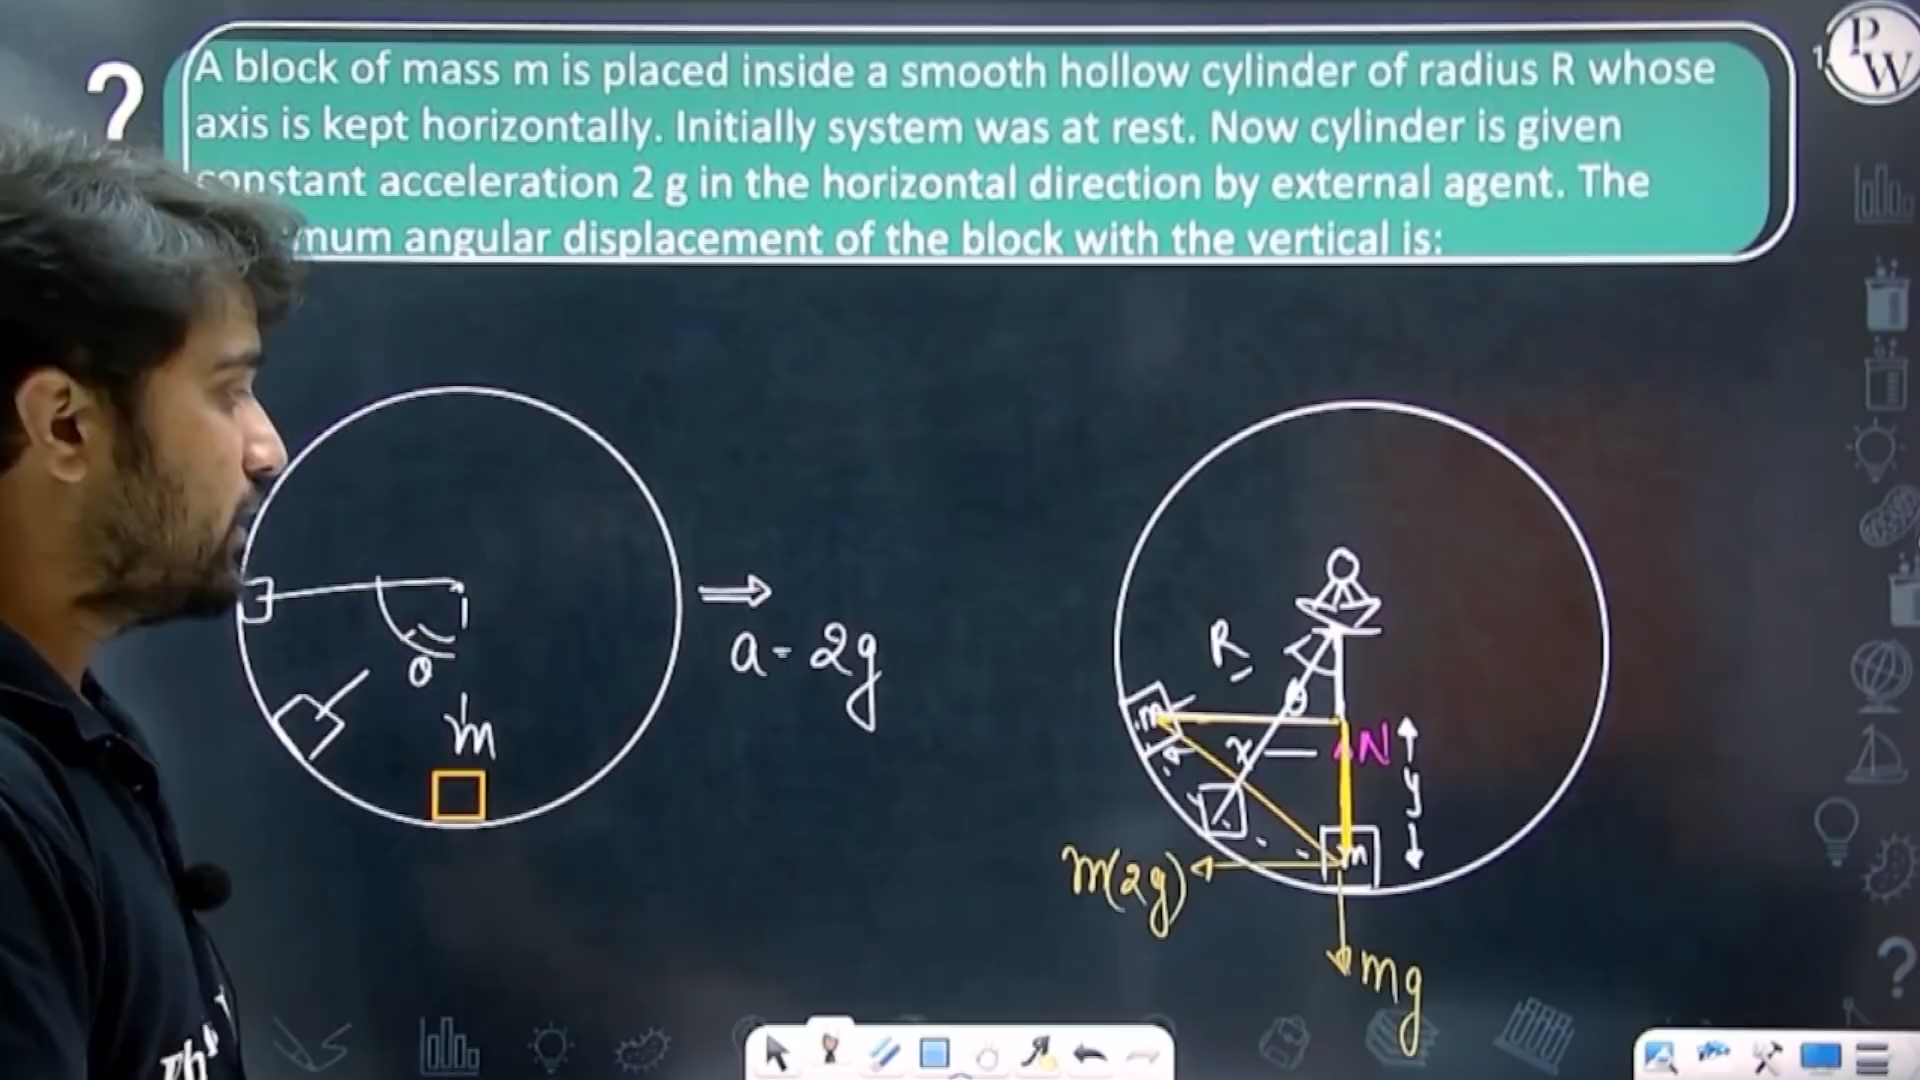 ?
A block of mass m is placed inside a smooth hollow cylinder of radius R whose
axis is kept horizontally. Initially system was at rest. Now cylinder is given
constant acceleration 2 g in the horizontal direction by external agent. The
mum angular displacement of the block with the vertical is:
PW
θ
m
a = 2g
R
θ
m
x
N
y
m
m(2g)
mg